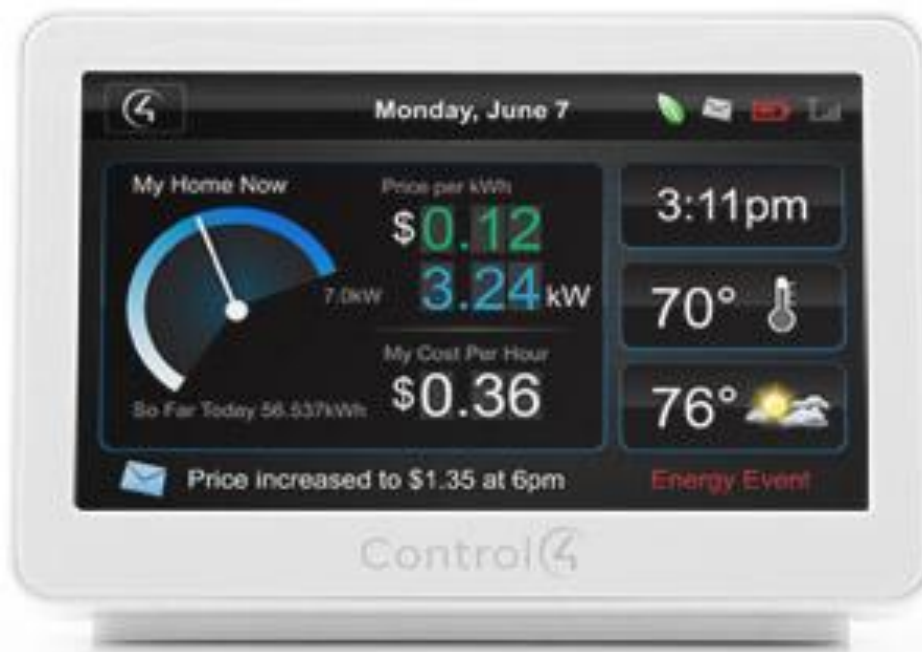 Monday, June 7
My Home Now
Price per kWh
$0.12
7.0kW
3.24 kW
My Cost Per Hour
$0.36
So Far Today 56.537kWh
3:11pm
70°
76°
Price increased to $1.35 at 6pm
Energy Event
Control4